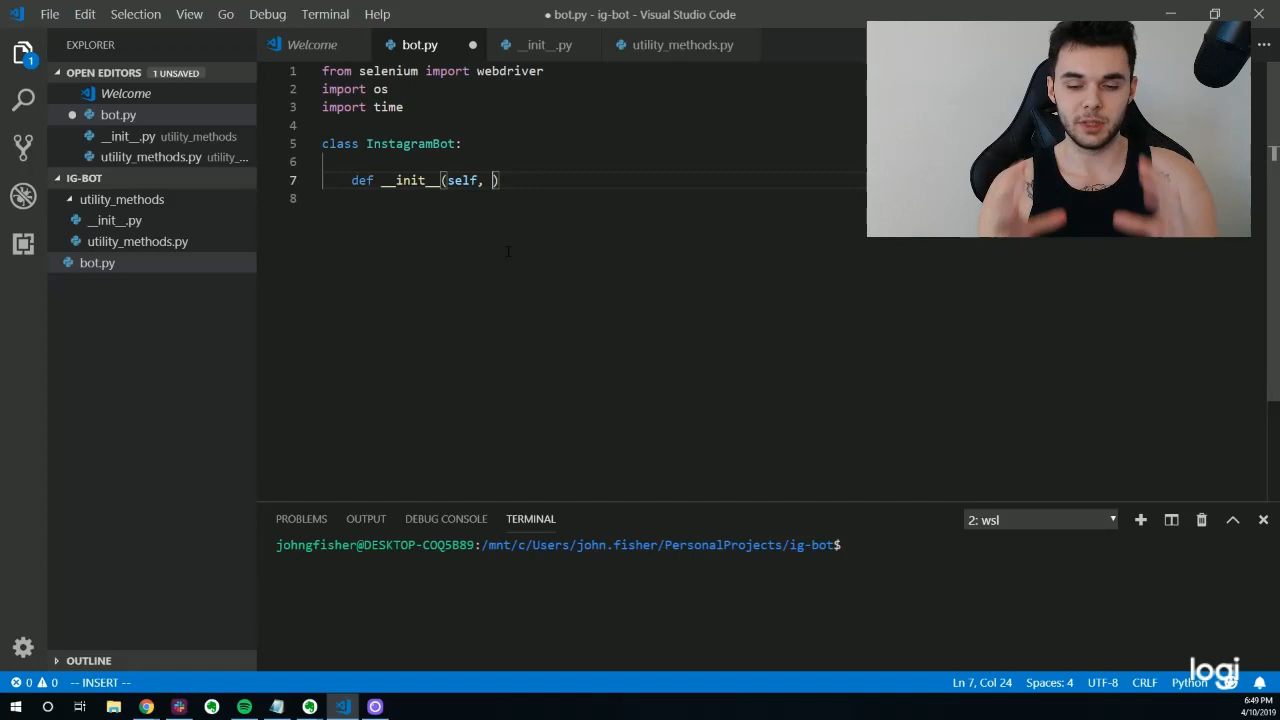 File Edit Selection View Go Debug Terminal Help
● bot.py - ig-bot - Visual Studio Code
EXPLORER
Welcome
bot.py
__init__.py
utility_methods.py
OPEN EDITORS 1 UNSAVED
Welcome
bot.py
__init__.py utility_methods
utility_methods.py utility_...
IG-BOT
utility_methods
__init__.py
utility_methods.py
bot.py
OUTLINE
1 from selenium import webdriver
2 import os
3 import time
4
5 class InstagramBot:
6
7 def __init__(self, )
8
PROBLEMS OUTPUT DEBUG CONSOLE TERMINAL
2: wsl
johngfisher@DESKTOP-COQ5B89:/mnt/c/Users/john.fisher/PersonalProjects/ig-bot$
logi
1
0 0 -- INSERT --
Ln 7, Col 24 Spaces: 4 UTF-8 CRLF Python
6:49 PM
4/10/2019